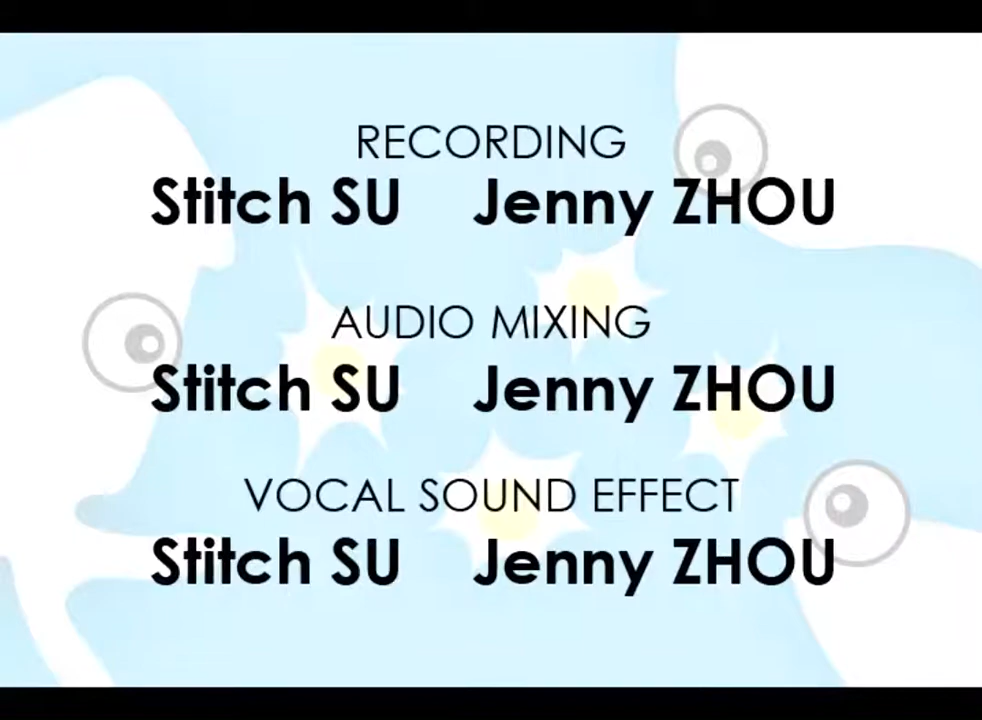 RECORDING
Stitch SU Jenny ZHOU
AUDIO MIXING
Stitch SU Jenny ZHOU
VOCAL SOUND EFFECT
Stitch SU Jenny ZHOU